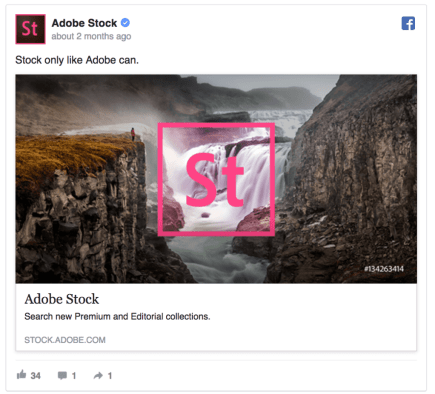 St
Adobe Stock
about 2 months ago
Stock only like Adobe can.
St
#134263414
Adobe Stock
Search new Premium and Editorial collections.
STOCK.ADOBE.COM
34 1 1